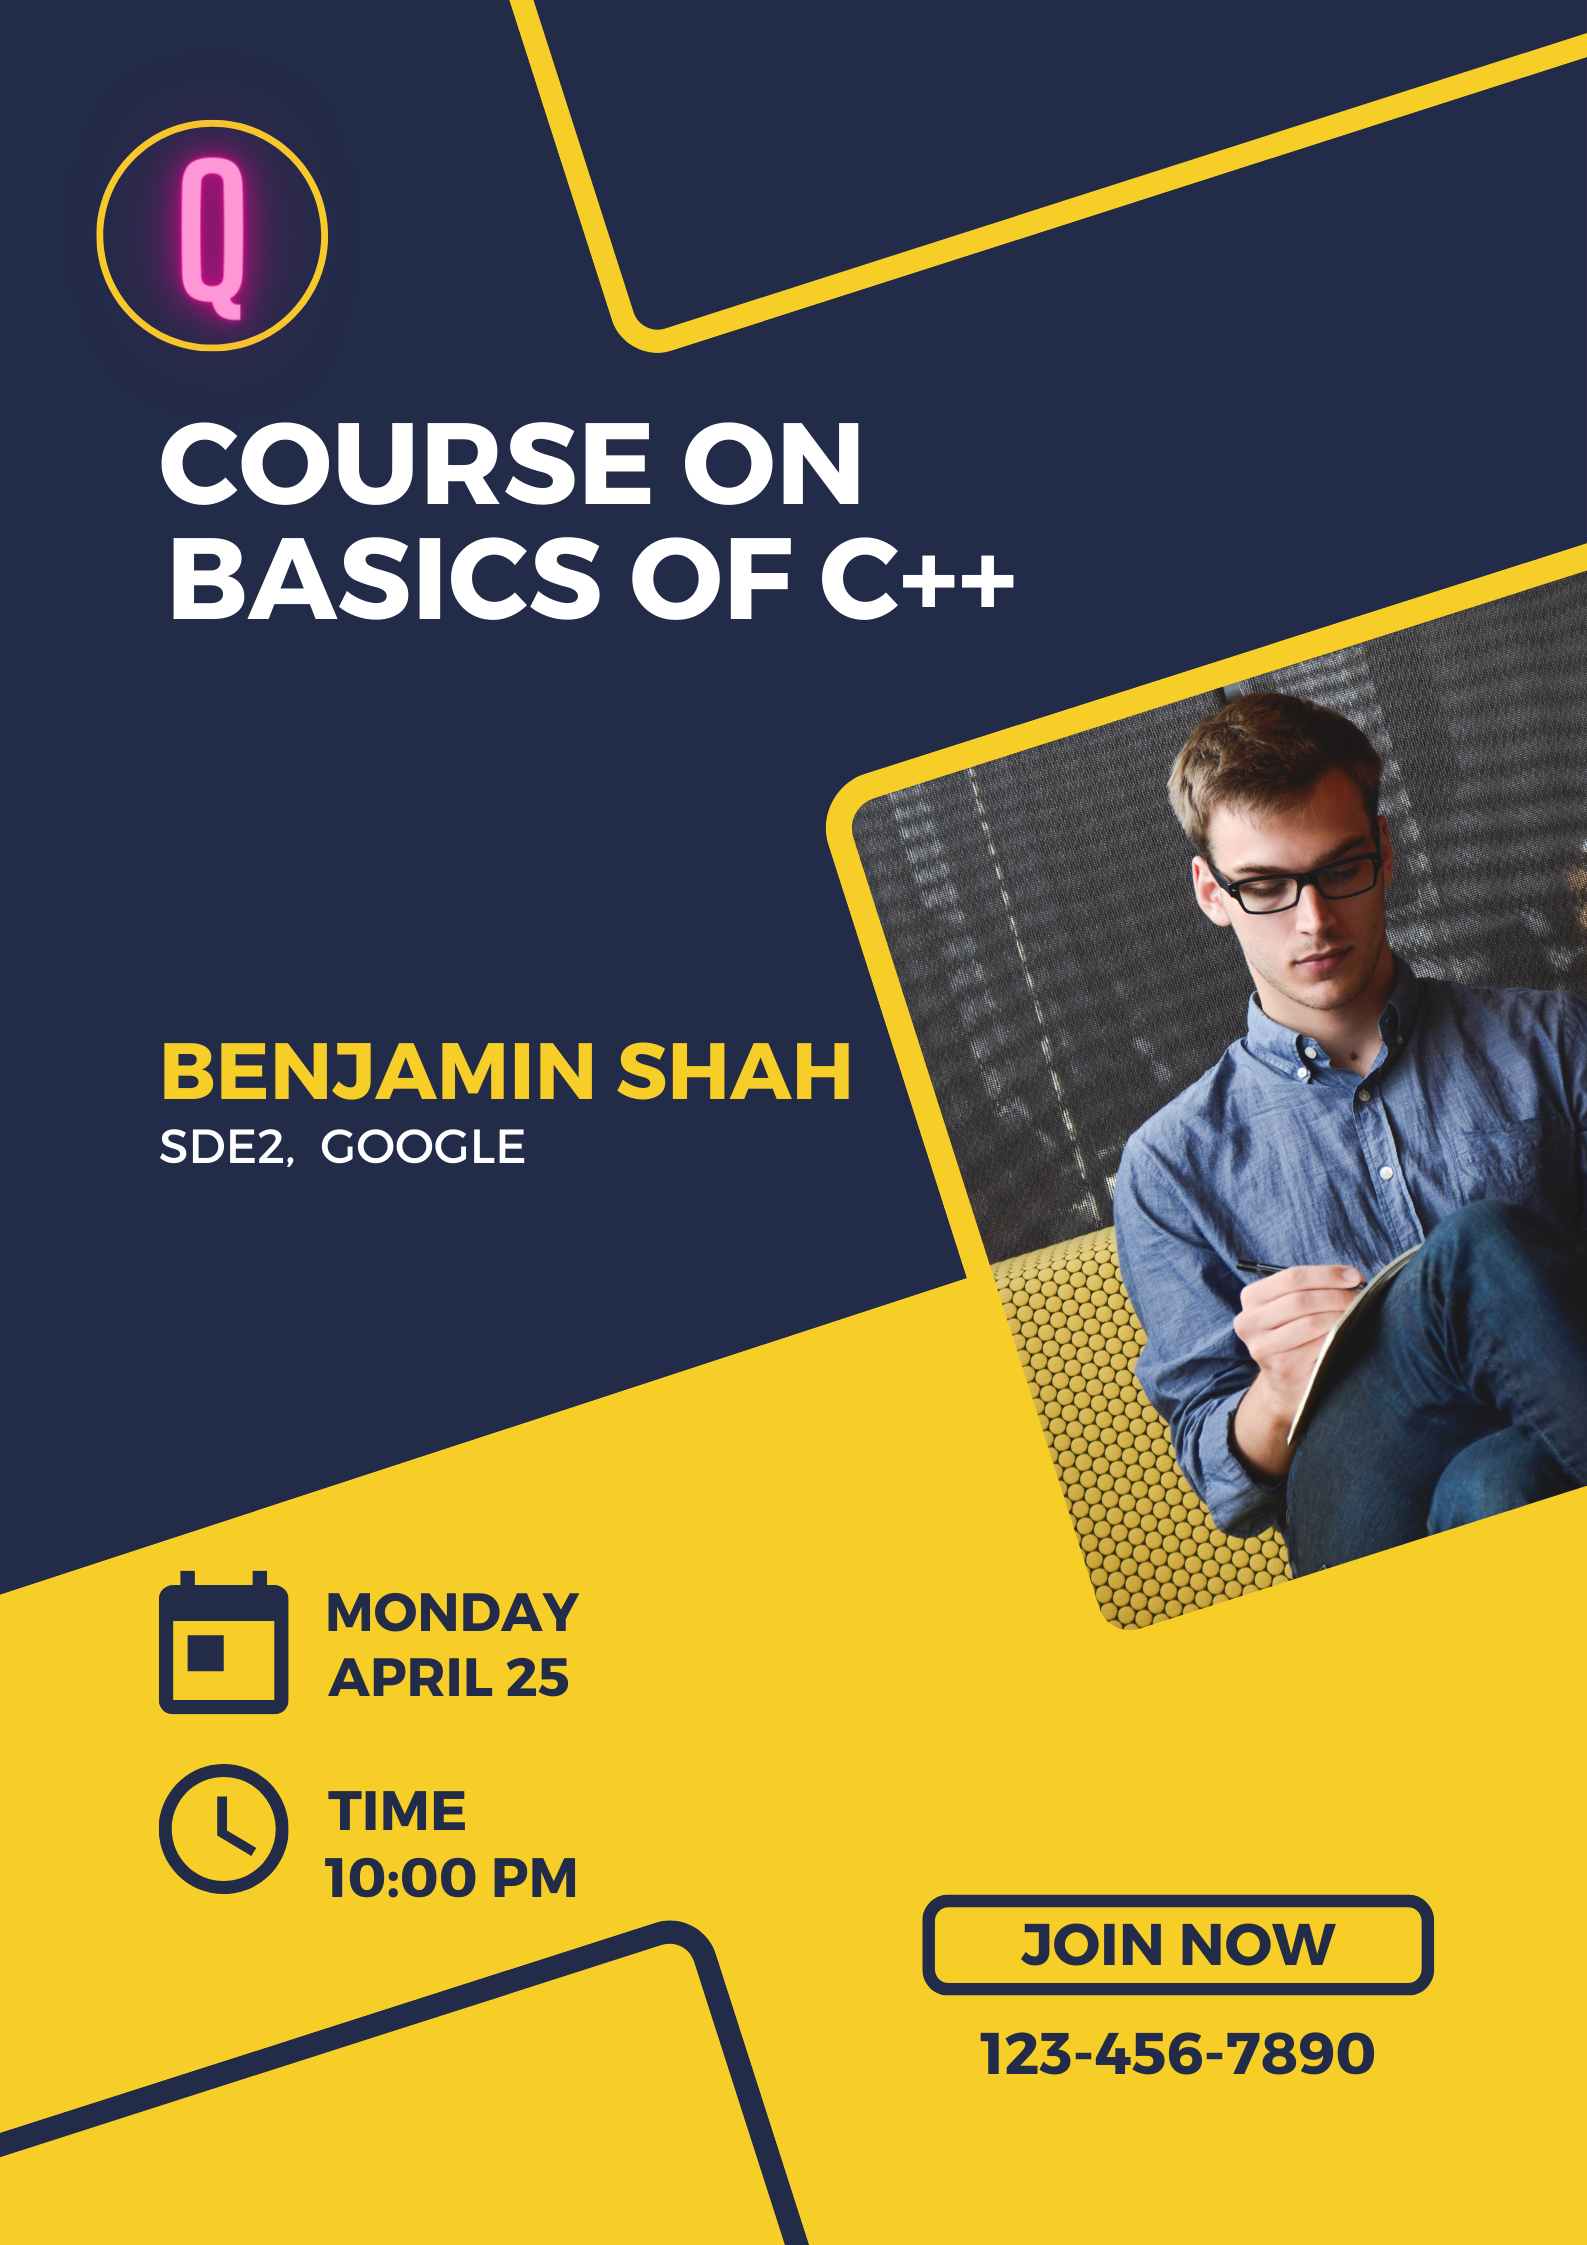 Q
COURSE ON
BASICS OF C++
BENJAMIN SHAH
SDE2, GOOGLE
MONDAY
APRIL 25
TIME
10:00 PM
JOIN NOW
123-456-7890